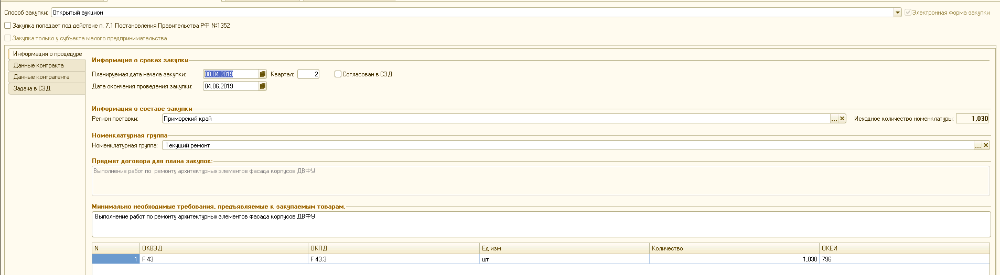 Способ закупки: Открытый аукцион Электронная форма закупки
Закупка попадает под действие п. 7.1 Постановления Правительства РФ №1352
Закупка только у субъекта малого предпринимательства
Информация о процедуре
Данные контракта
Данные контрагента
Задача в СЭД
Информация о сроках закупки
Планируемая дата начала закупки: 08.04.2019 Квартал: 2 Согласован в СЭД
Дата окончания проведения закупки: 04.06.2019
Информация о составе закупки
Регион поставки: Приморский край ... Исходное количество номенклатуры: 1,030
Номенклатурная группа
Номенклатурная группа: Текущий ремонт ...
Предмет договора для плана закупок:
Выполнение работ по ремонту архитектурных элементов фасада корпусов ДВФУ
Минимально необходимые требования, предъявляемые к закупаемым товарам.
Выполнение работ по ремонту архитектурных элементов фасада корпусов ДВФУ
N ОКВЭД ОКПД Ед изм Количество ОКЕИ
1 F 43 F 43.3 шт 1,030 796